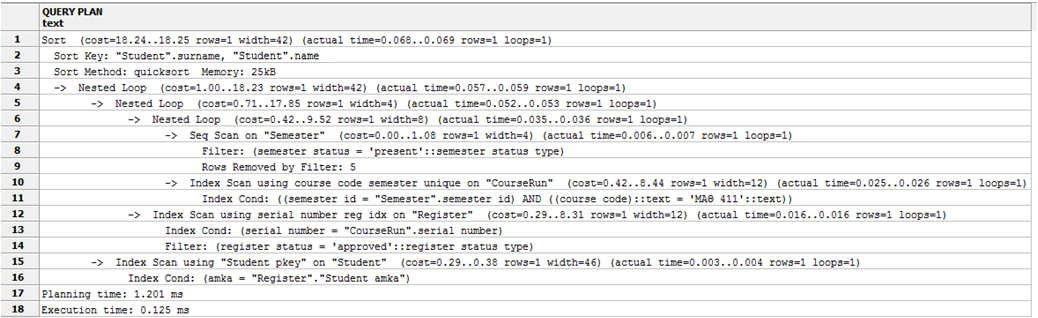 QUERY PLAN
text
1 Sort (cost=18.24..18.25 rows=1 width=42) (actual time=0.068..0.069 rows=1 loops=1)
2 Sort Key: "Student".surname, "Student".name
3 Sort Method: quicksort Memory: 25kB
4 -> Nested Loop (cost=1.00..18.23 rows=1 width=42) (actual time=0.057..0.059 rows=1 loops=1)
5 -> Nested Loop (cost=0.71..17.85 rows=1 width=4) (actual time=0.052..0.053 rows=1 loops=1)
6 -> Nested Loop (cost=0.42..9.52 rows=1 width=8) (actual time=0.035..0.036 rows=1 loops=1)
7 -> Seq Scan on "Semester" (cost=0.00..1.08 rows=1 width=4) (actual time=0.006..0.007 rows=1 loops=1)
8 Filter: (semester status = 'present'::semester status type)
9 Rows Removed by Filter: 5
10 -> Index Scan using course code semester unique on "CourseRun" (cost=0.42..8.44 rows=1 width=12) (actual time=0.025..0.026 rows=1 loops=1)
11 Index Cond: ((semester id = "Semester".semester id) AND ((course code)::text = 'ΜΑΘ 411'::text))
12 -> Index Scan using serial number reg idx on "Register" (cost=0.29..8.31 rows=1 width=12) (actual time=0.016..0.016 rows=1 loops=1)
13 Index Cond: (serial number = "CourseRun".serial number)
14 Filter: (register status = 'approved'::register status type)
15 -> Index Scan using "Student pkey" on "Student" (cost=0.29..0.38 rows=1 width=46) (actual time=0.003..0.004 rows=1 loops=1)
16 Index Cond: (amka = "Register"."Student amka")
17 Planning time: 1.201 ms
18 Execution time: 0.125 ms